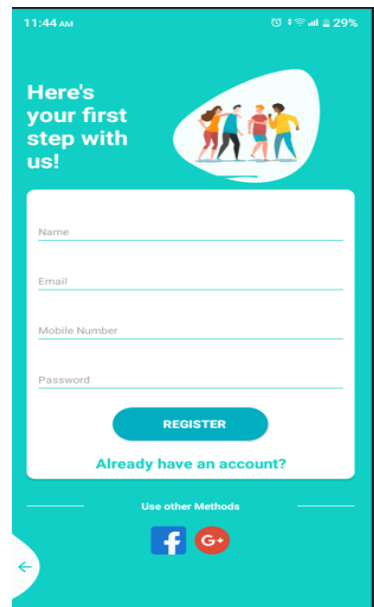 11:44 AM 29%
Here's
your first
step with
us!
Name
Email
Mobile Number
Password
REGISTER
Already have an account?
Use other Methods
f G+